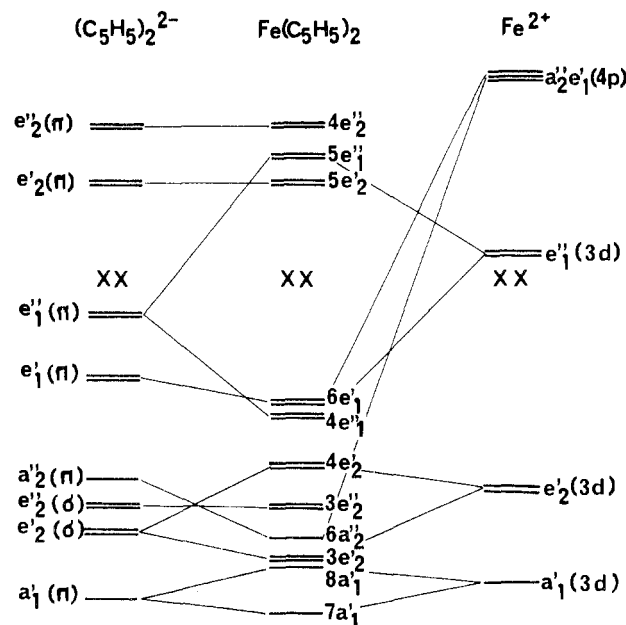 (C5H5)2 2- Fe(C5H5)2 Fe2+
a''2e'1(4p)
e''2(π) 4e''2
5e''1
e'2(π) 5e'2
e''1(3d)
XX XX XX
e''1(π)
e'1(π)
6e'1
4e''1
4e'2
a''2(π)
e'2(3d)
e''2(σ) 3e''2
e'2(σ) 6a''2
3e'2
8a'1
a'1(3d)
a'1(π)
7a'1